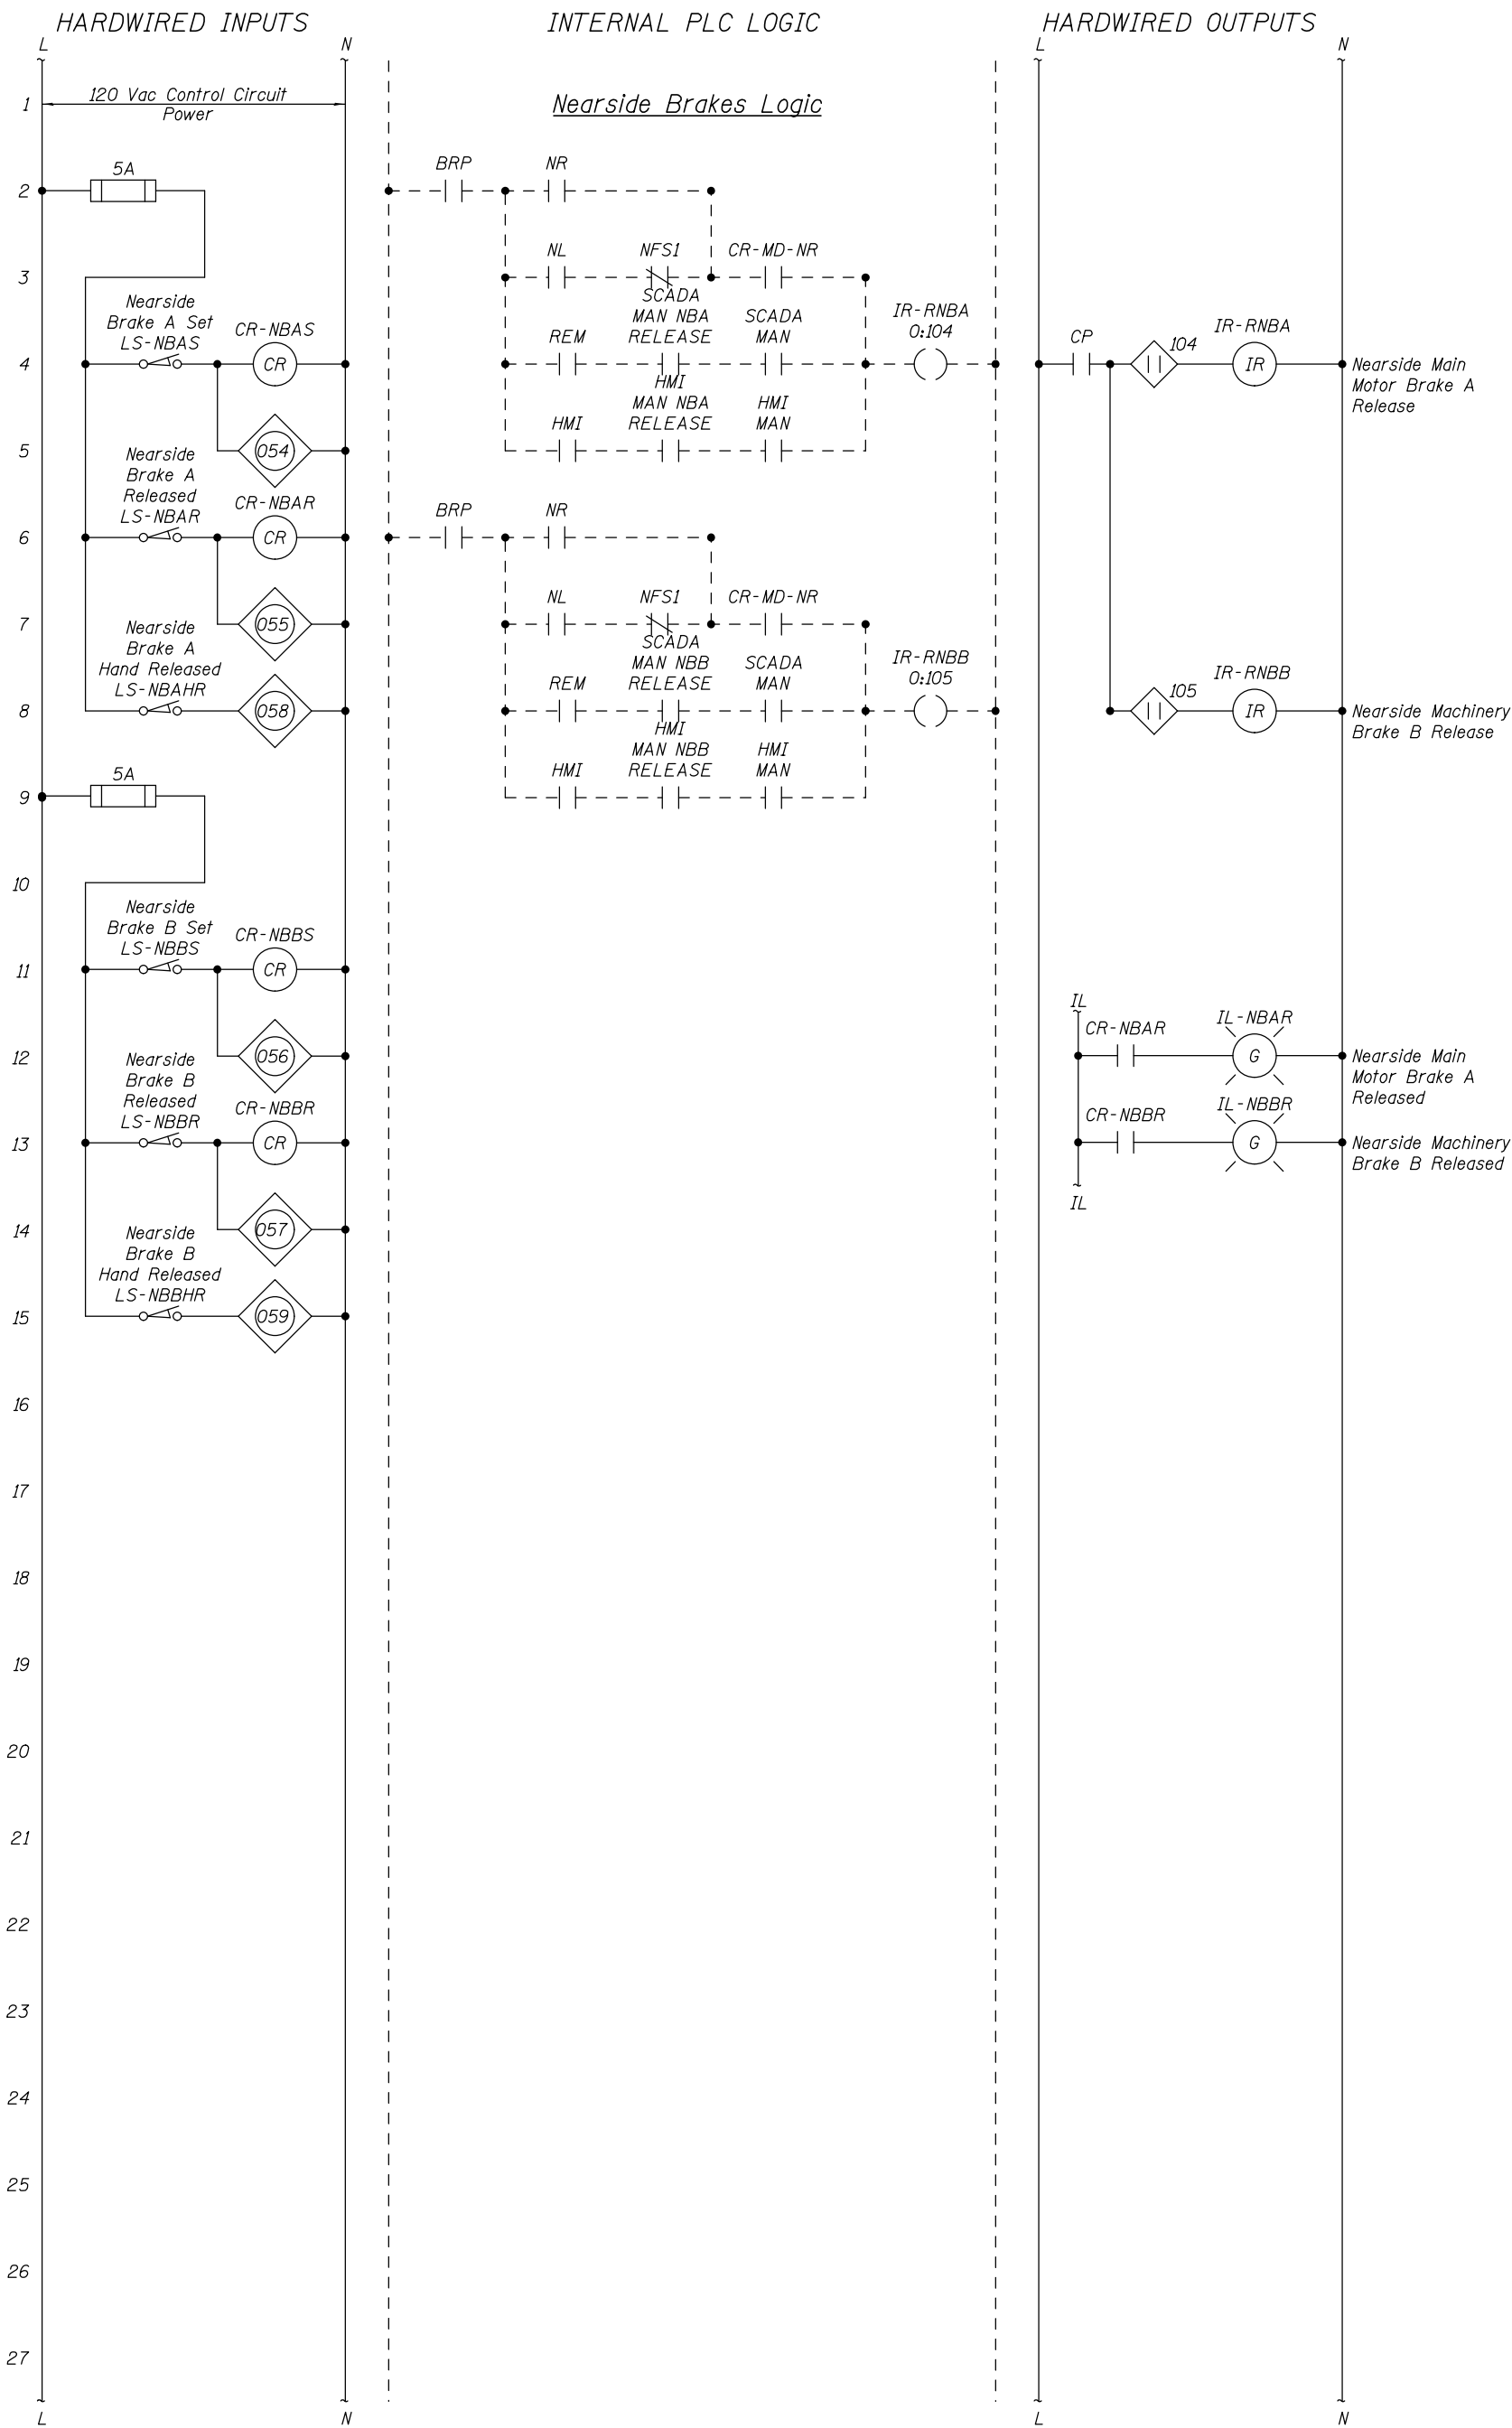 HARDWIRED INPUTS
INTERNAL PLC LOGIC
HARDWIRED OUTPUTS
L
N
L
N
1
120 Vac Control Circuit
Power
Nearside Brakes Logic
2
5A
BRP
NR
3
NL
NFS1
CR-MD-NR
Nearside
Brake A Set
LS-NBAS
CR-NBAS
4
CR
REM
SCADA
MAN NBA
RELEASE
SCADA
MAN
IR-RNBA
O:104
CP
104
IR-RNBA
IR
Nearside Main
Motor Brake A
Release
5
054
HMI
HMI
MAN NBA
RELEASE
HMI
MAN
Nearside
Brake A
Released
LS-NBAR
CR-NBAR
6
CR
BRP
NR
7
055
NL
NFS1
CR-MD-NR
Nearside
Brake A
Hand Released
LS-NBAHR
8
058
REM
SCADA
MAN NBB
RELEASE
SCADA
MAN
IR-RNBB
O:105
105
IR-RNBB
IR
Nearside Machinery
Brake B Release
9
5A
HMI
HMI
MAN NBB
RELEASE
HMI
MAN
10
Nearside
Brake B Set
LS-NBBS
CR-NBBS
11
CR
12
056
IL
CR-NBAR
IL-NBAR
G
Nearside Main
Motor Brake A
Released
Nearside
Brake B
Released
LS-NBBR
CR-NBBR
13
CR
CR-NBBR
IL-NBBR
G
Nearside Machinery
Brake B Released
IL
14
057
Nearside
Brake B
Hand Released
LS-NBBHR
15
059
16
17
18
19
20
21
22
23
24
25
26
27
L
N
L
N